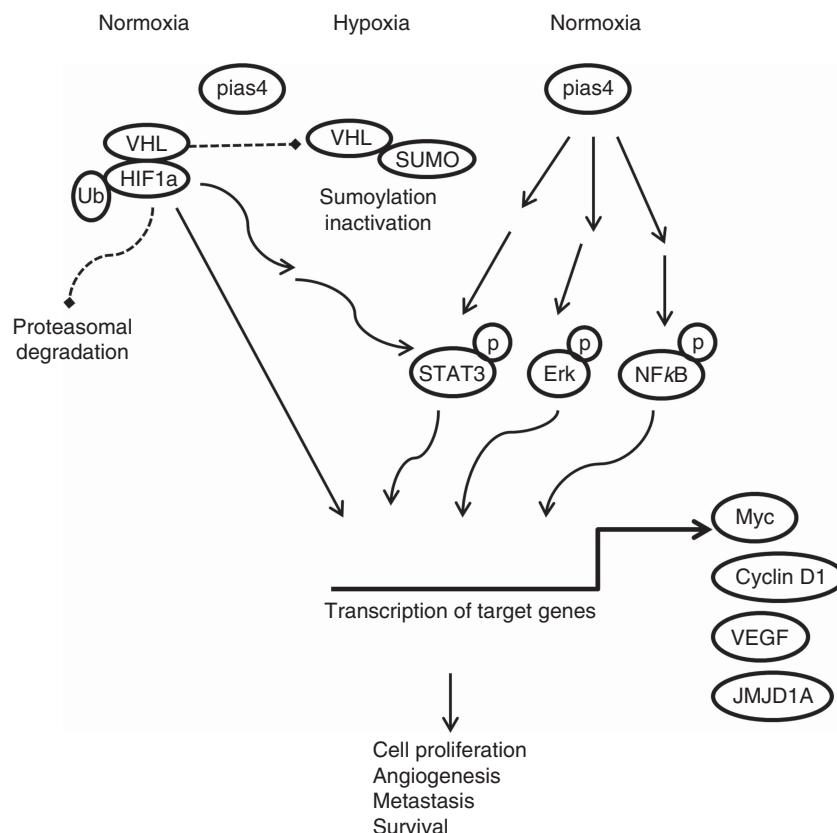 Normoxia
Hypoxia
Normoxia
pias4
pias4
VHL
VHL
SUMO
HIF1a
Ub
Sumoylation
inactivation
Proteasomal
degradation
p
p
p
STAT3
Erk
NFkB
Myc
Cyclin D1
VEGF
JMJD1A
Transcription of target genes
Cell proliferation
Angiogenesis
Metastasis
Survival